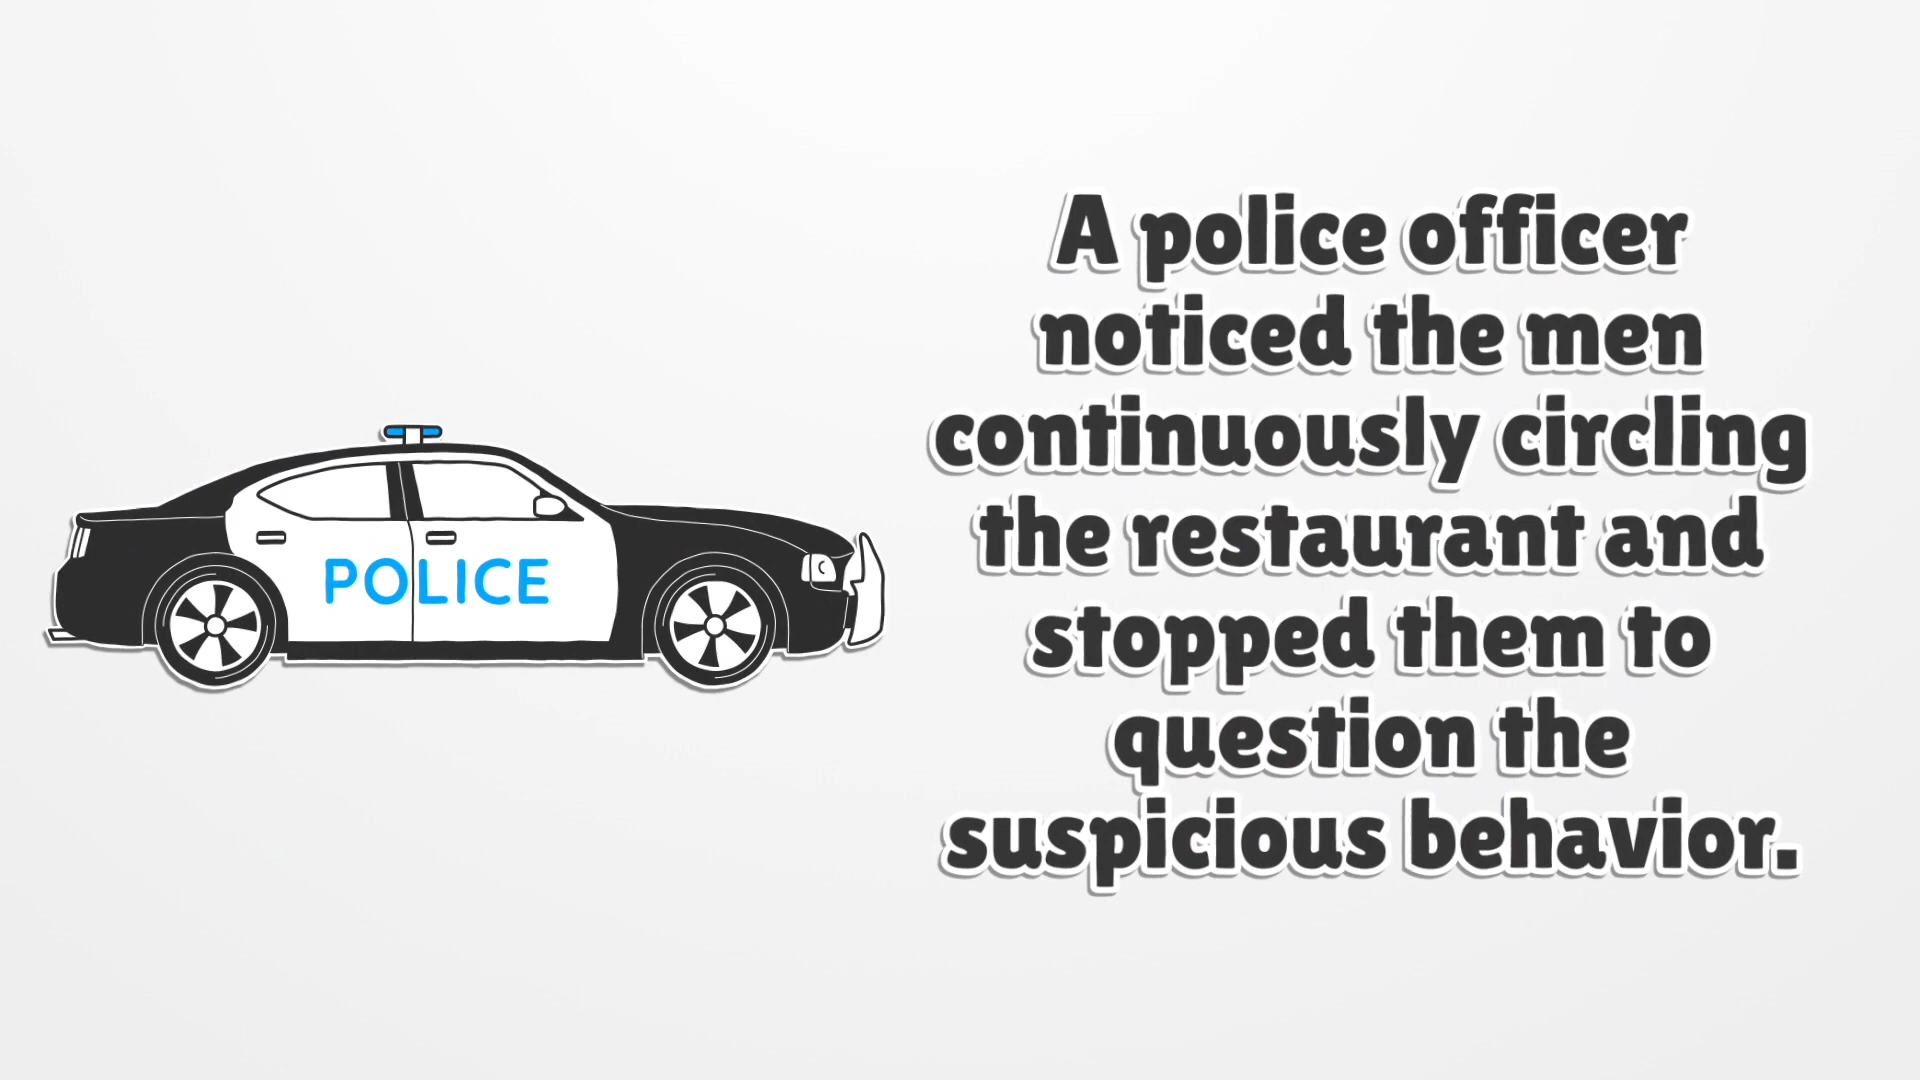 POLICE
A police officer
noticed the men
continuously circling
the restaurant and
stopped them to
question the
suspicious behavior.